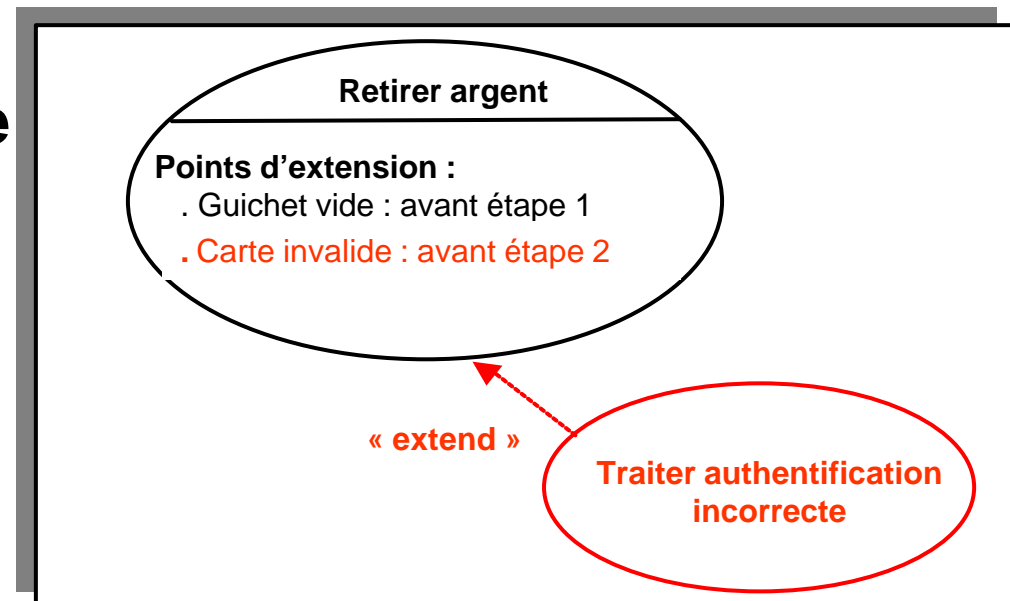 Retirer argent
e
Points d’extension :
. Guichet vide : avant étape 1
. Carte invalide : avant étape 2
« extend »
Traiter authentification
incorrecte